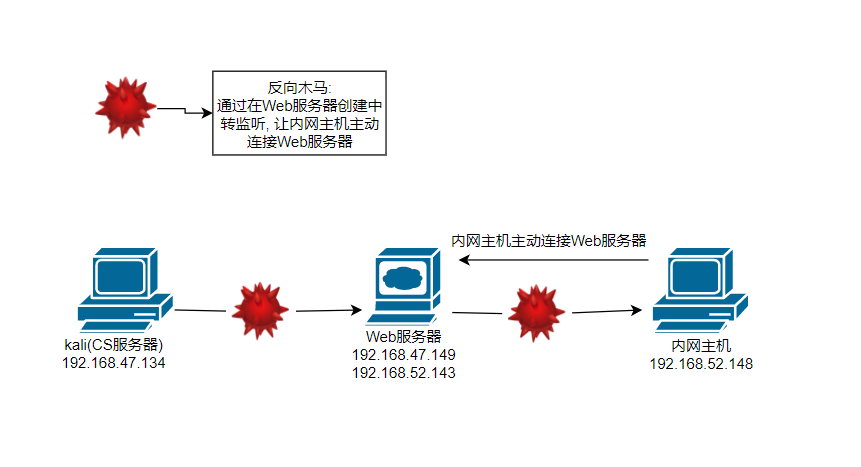 反向木马:
通过在Web服务器创建中
转监听, 让内网主机主动
连接Web服务器
内网主机主动连接Web服务器
kali(CS服务器)
192.168.47.134
Web服务器
192.168.47.149
192.168.52.143
内网主机
192.168.52.148